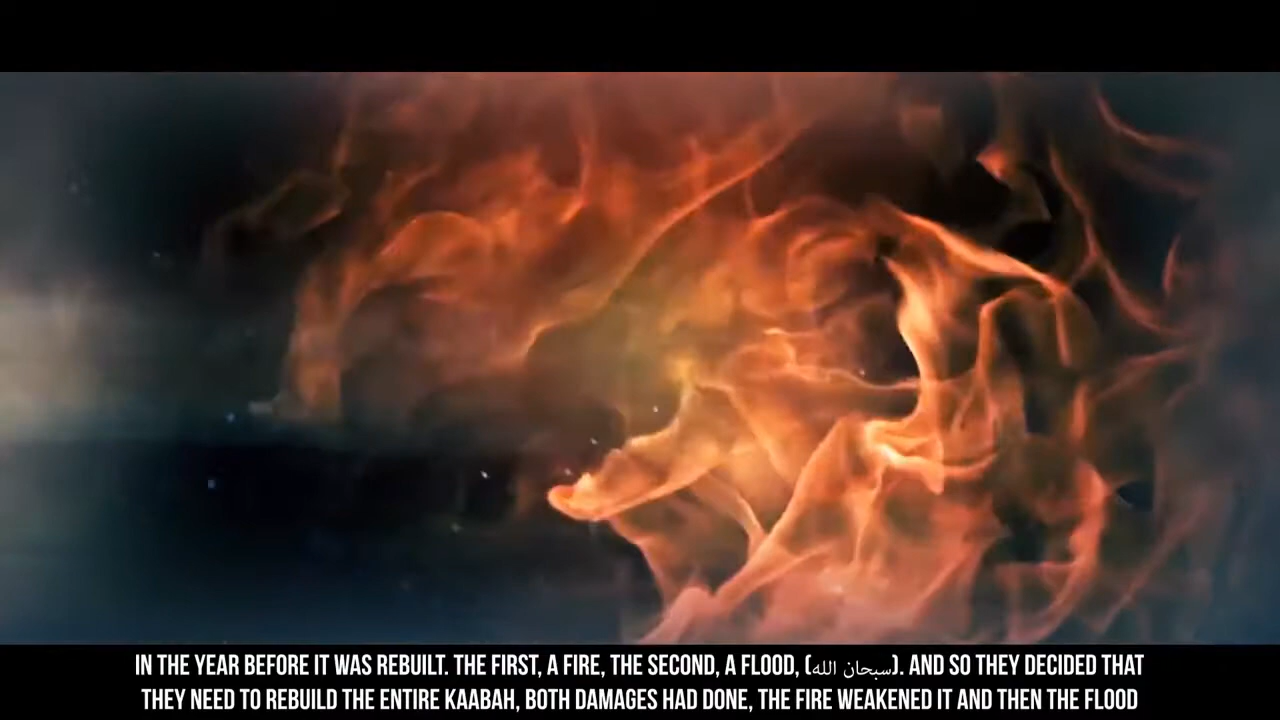 IN THE YEAR BEFORE IT WAS REBUILT. THE FIRST, A FIRE, THE SECOND, A FLOOD, (سبحان الله). AND SO THEY DECIDED THAT
THEY NEED TO REBUILD THE ENTIRE KAABAH, BOTH DAMAGES HAD DONE, THE FIRE WEAKENED IT AND THEN THE FLOOD